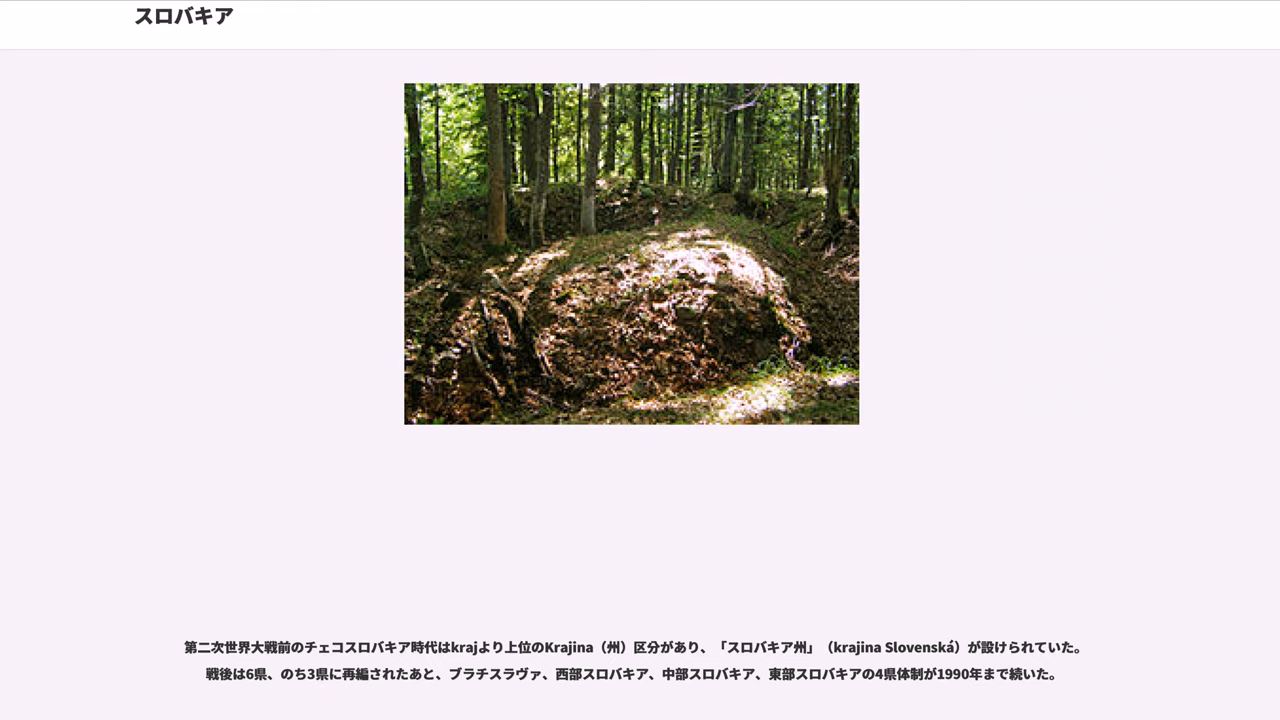 スロバキア
第二次世界大戦前のチェコスロバキア時代はkrajより上位のKrajina（州）区分があり、「スロバキア州」（krajina Slovenská）が設けられていた。
戦後は6県、のち3県に再編されたあと、ブラチスラヴァ、西部スロバキア、中部スロバキア、東部スロバキアの4県体制が1990年まで続いた。